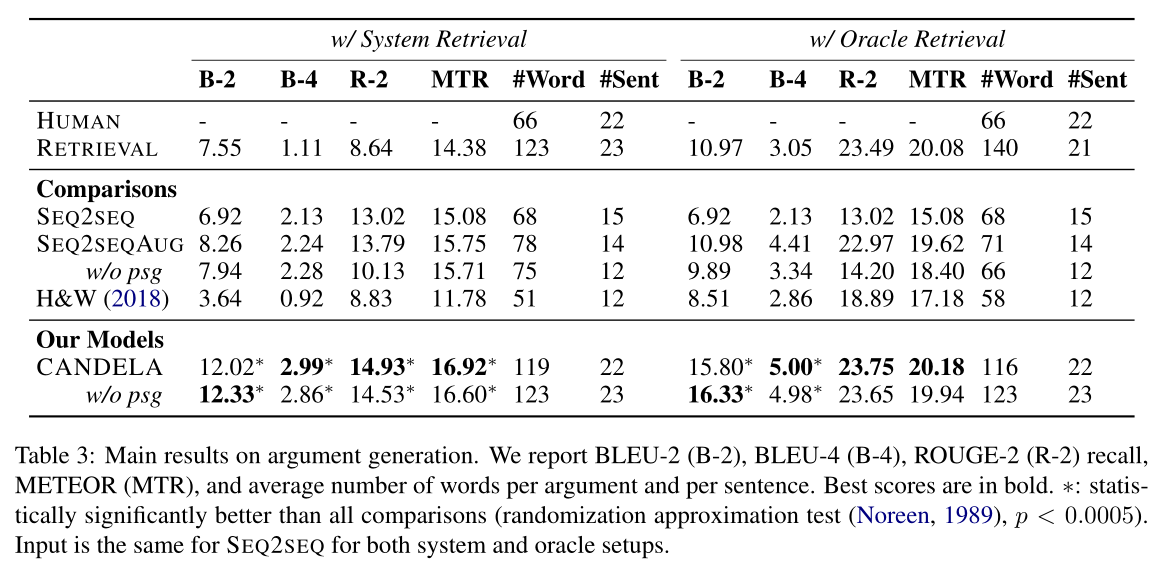 w/ System Retrieval w/ Oracle Retrieval
B-2 B-4 R-2 MTR #Word #Sent B-2 B-4 R-2 MTR #Word #Sent
HUMAN - - - - 66 22 - - - - 66 22
RETRIEVAL 7.55 1.11 8.64 14.38 123 23 10.97 3.05 23.49 20.08 140 21
Comparisons
SEQ2SEQ 6.92 2.13 13.02 15.08 68 15 6.92 2.13 13.02 15.08 68 15
SEQ2SEQAUG 8.26 2.24 13.79 15.75 78 14 10.98 4.41 22.97 19.62 71 14
w/o psg 7.94 2.28 10.13 15.71 75 12 9.89 3.34 14.20 18.40 66 12
H&W (2018) 3.64 0.92 8.83 11.78 51 12 8.51 2.86 18.89 17.18 58 12
Our Models
CANDELA 12.02* 2.99* 14.93* 16.92* 119 22 15.80* 5.00* 23.75 20.18 116 22
w/o psg 12.33* 2.86* 14.53* 16.60* 123 23 16.33* 4.98* 23.65 19.94 123 23
Table 3: Main results on argument generation. We report BLEU-2 (B-2), BLEU-4 (B-4), ROUGE-2 (R-2) recall,
METEOR (MTR), and average number of words per argument and per sentence. Best scores are in bold. ∗: statis-
tically significantly better than all comparisons (randomization approximation test (Noreen, 1989), p < 0.0005).
Input is the same for SEQ2SEQ for both system and oracle setups.